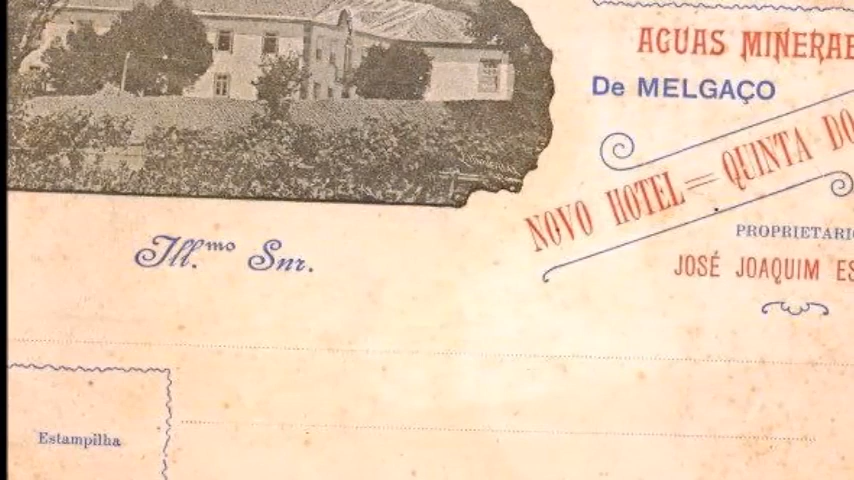 AGUAS MINERAE
De MELGAÇO
NOVO HOTEL = QUINTA DO
PROPRIETARIO
JOSÉ JOAQUIM ES
Ill.mo Snr.
Estampilha